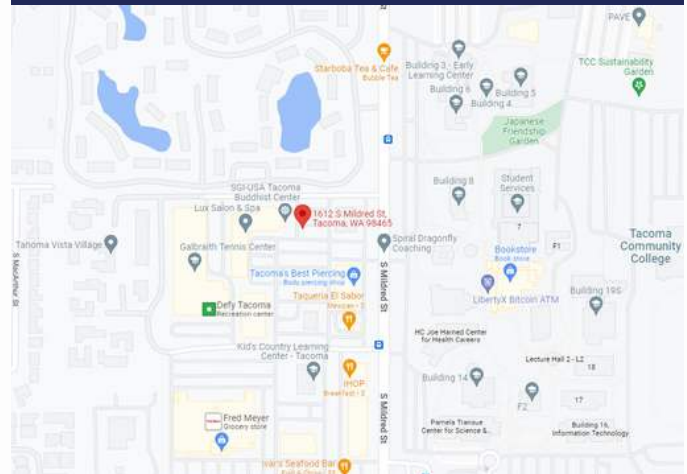 PAVE
Starboba Tea & Cafe
Bubble Tea
Building 3 - Early
Learning Center
Building 6
Building 5
Building 4
TCC Sustainability
Garden
Japanese
Friendship
Garden
Building 8
Student
Services
7
SGI-USA Tacoma
Buddhist Center
Lux Salon & Spa
1612 S Mildred St,
Tacoma, WA 98465
Tahoma Vista Village
Galbraith Tennis Center
Spiral Dragonfly
Coaching
Bookstore
Book store
F1
Tacoma
Community
College
S MacArthur St
Tacoma's Best Piercing
Body piercing shop
S Mildred St
LibertyX Bitcoin ATM
Building 19S
Defy Tacoma
Recreation center
Taqueria El Sabor
Mexican • $
HC Joe Harned Center
for Health Careers
Kid's Country Learning
Center - Tacoma
Lecture Hall 2 - L2
18
IHOP
Breakfast • $
Building 14
F2
17
S Mildred St
Fred Meyer
Grocery store
Pamela Transue
Center for Science &..
Building 16,
Information Technology
Ivar's Seafood Bar